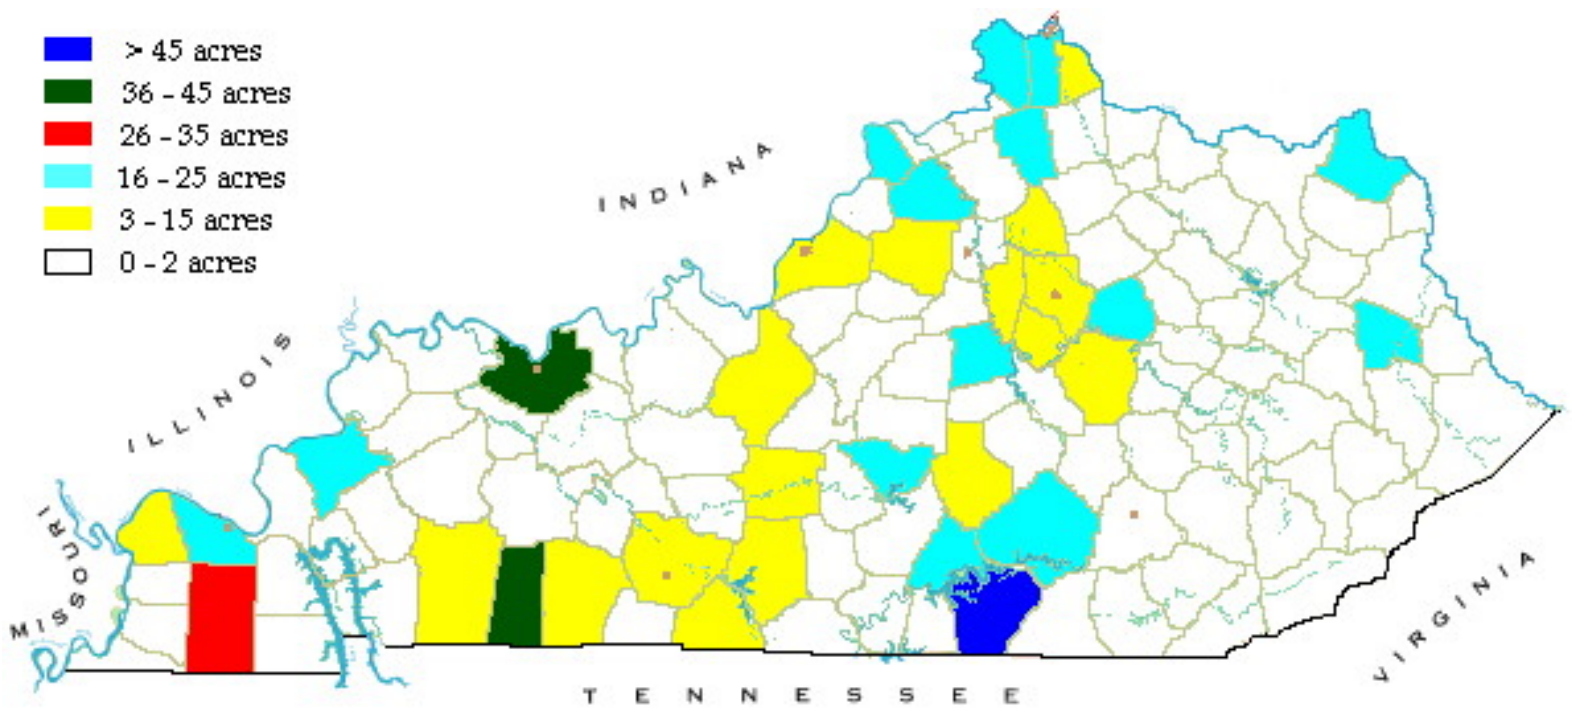 > 45 acres
36 - 45 acres
26 - 35 acres
16 - 25 acres
3 - 15 acres
0 - 2 acres
INDIANA
ILLINOIS
MISSOURI
VIRGINIA
TENNESSEE